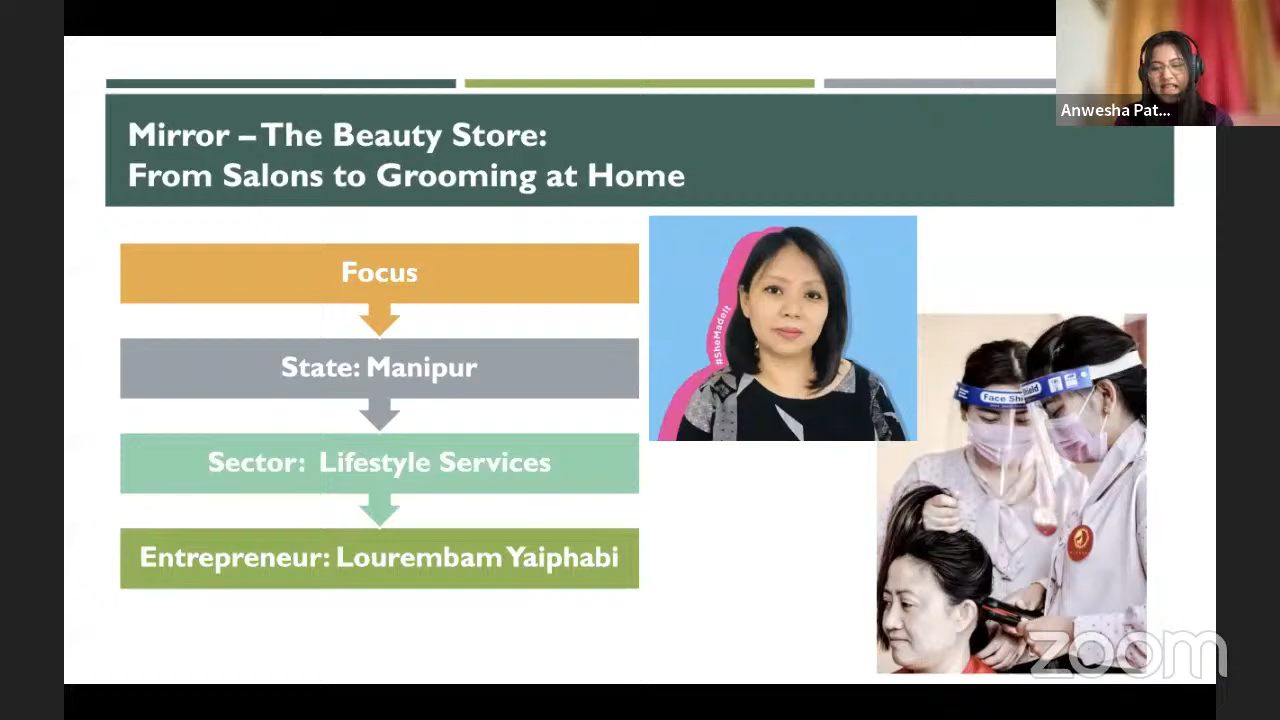 Mirror – The Beauty Store:
From Salons to Grooming at Home
Anwesha Pat...
Focus
State: Manipur
Sector: Lifestyle Services
Entrepreneur: Lourembam Yaiphabi
#SheMadeIt
Face Shield
zoom